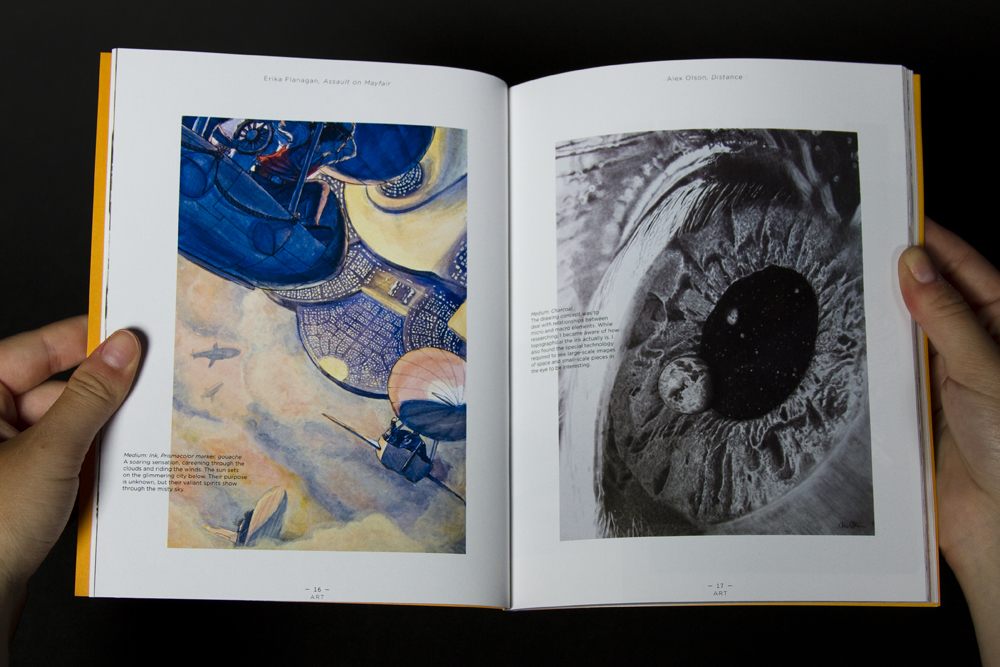 Erika Flanagan, Assault on Mayfair
Medium: Ink, Prismacolor marker, gouache
A soaring sensation, careening through the
clouds and riding the winds. The sun sets
on the glimmering city below. Their purpose
is unknown, but their valiant spirits show
through the misty sky.
— 16 —
ART
Alex Olson, Distance
Medium: Charcoal
The drawing concept was to
deal with relationships between
micro and macro elements. While
researching, I became aware of how
topographical the iris actually is. I
also found the special technology
required to see large-scale images
of space and small-scale pieces in
the eye to be interesting.
— 17 —
ART